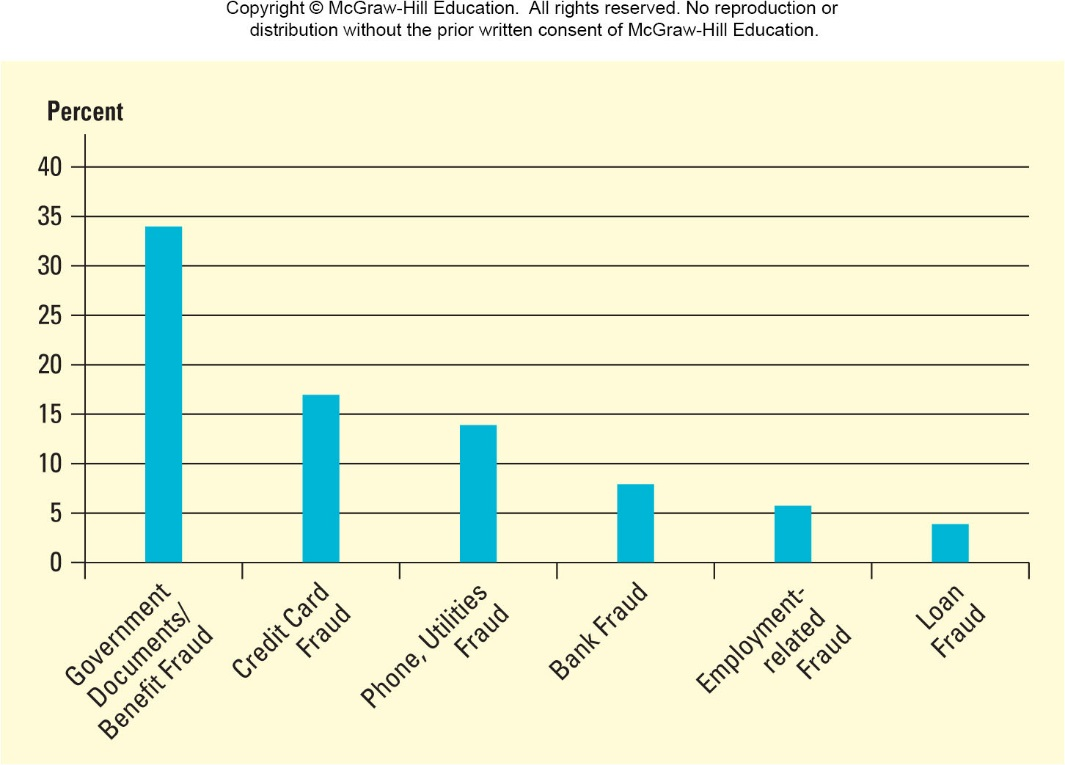 Copyright © McGraw-Hill Education.  All rights reserved. No reproduction or
distribution without the prior written consent of McGraw-Hill Education.
Percent
40
35
30
25
20
15
10
5
0
Government
Documents/
Benefit Fraud
Credit Card
Fraud
Phone, Utilities
Fraud
Bank Fraud
Employment-
related
Fraud
Loan
Fraud